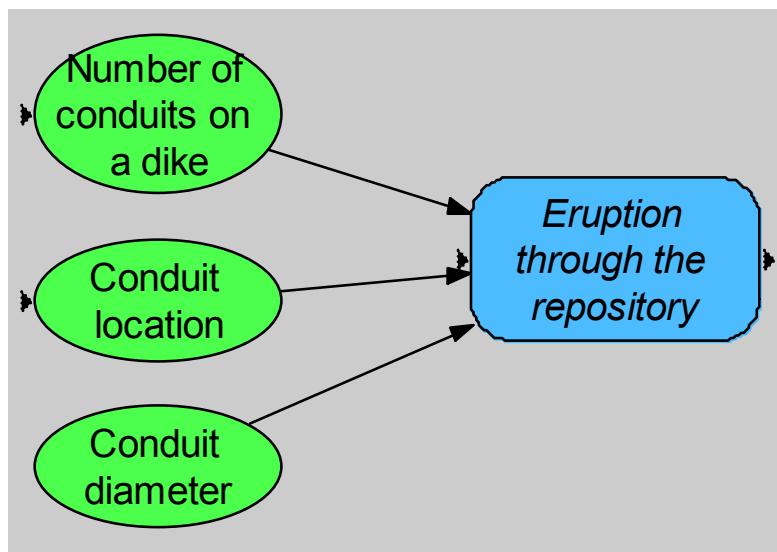 Number of
conduits on
a dike
Conduit
location
Conduit
diameter
Eruption
through the
repository